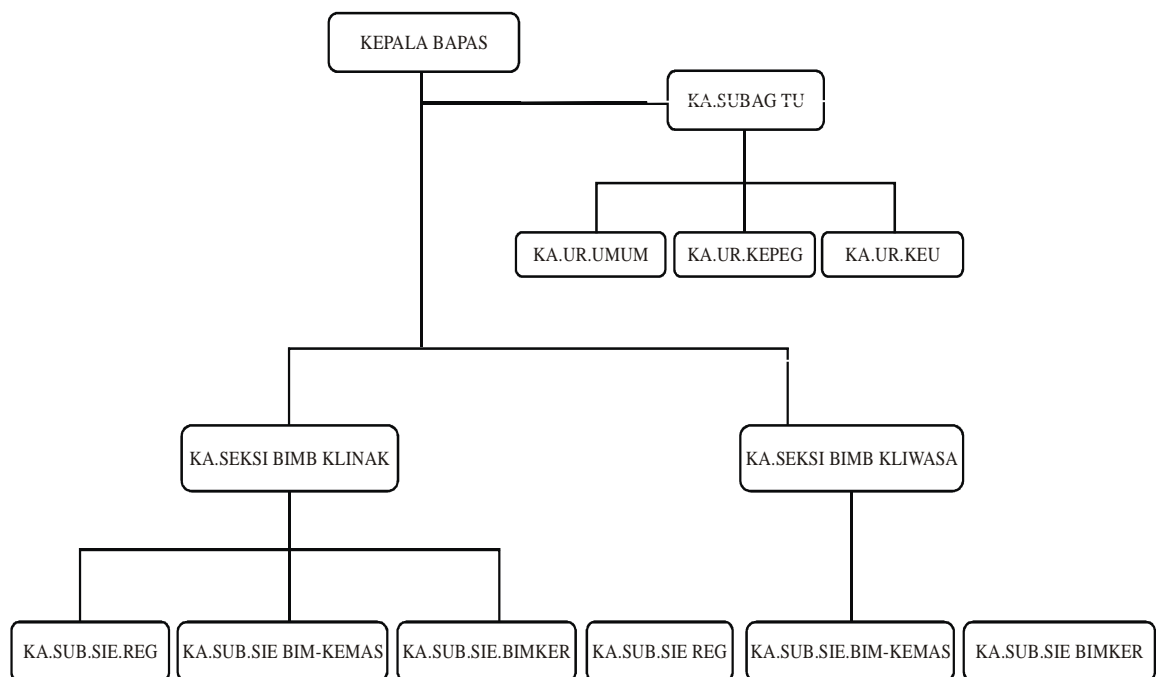 KEPALA BAPAS
KA.SUBAG TU
KA.UR.UMUM
KA.UR.KEPEG
KA.UR.KEU
KA.SEKSI BIMB KLINAK
KA.SEKSI BIMB KLIWASA
KA.SUB.SIE.REG
KA.SUB.SIE BIM-KEMAS
KA.SUB.SIE.BIMKER
KA.SUB.SIE REG
KA.SUB.SIE.BIM-KEMAS
KA.SUB.SIE BIMKER